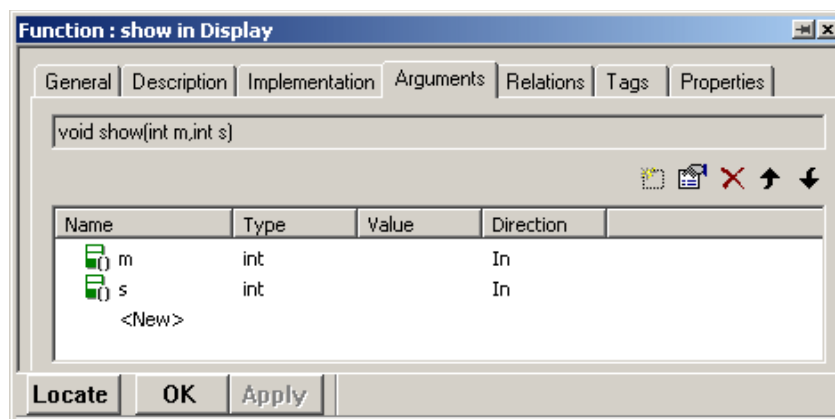 Function : show in Display
General Description Implementation Arguments Relations Tags Properties
void show(int m,int s)
Name Type Value Direction
m int In
s int In
<New>
Locate OK Apply